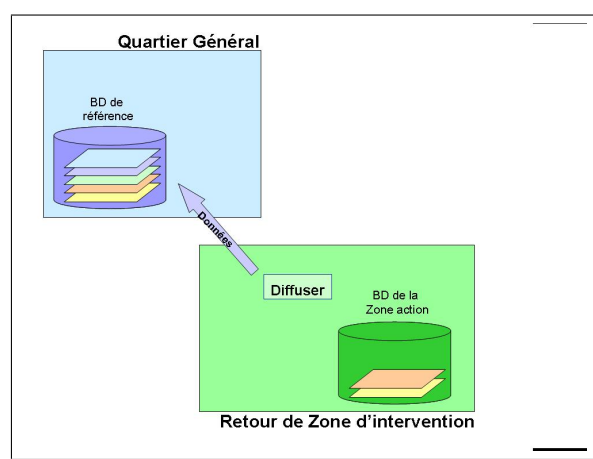 Quartier Général
BD de
référence
Données
Diffuser
BD de la
Zone action
Retour de Zone d'intervention